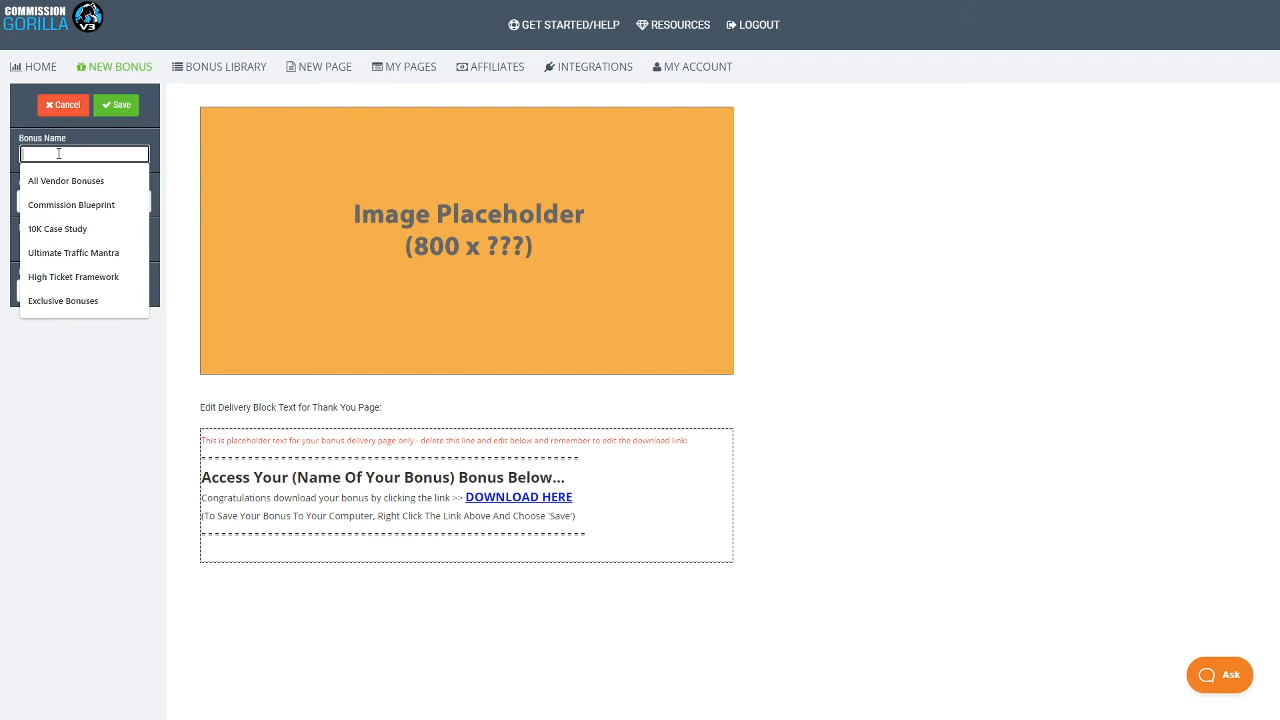 COMMISSION
GORILLA V3
GET STARTED/HELP RESOURCES LOGOUT
HOME NEW BONUS BONUS LIBRARY NEW PAGE MY PAGES AFFILIATES INTEGRATIONS MY ACCOUNT
Cancel Save
Bonus Name
All Vendor Bonuses
Commission Blueprint
10K Case Study
Ultimate Traffic Mantra
High Ticket Framework
Exclusive Bonuses
Image Placeholder
(800 x ???)
Edit Delivery Block Text for Thank You Page:
This is placeholder text for your bonus delivery page only - delete this line and edit below and remember to edit the download link:
Access Your (Name Of Your Bonus) Bonus Below...
Congratulations download your bonus by clicking the link >> DOWNLOAD HERE
(To Save Your Bonus To Your Computer, Right Click The Link Above And Choose 'Save')
Ask